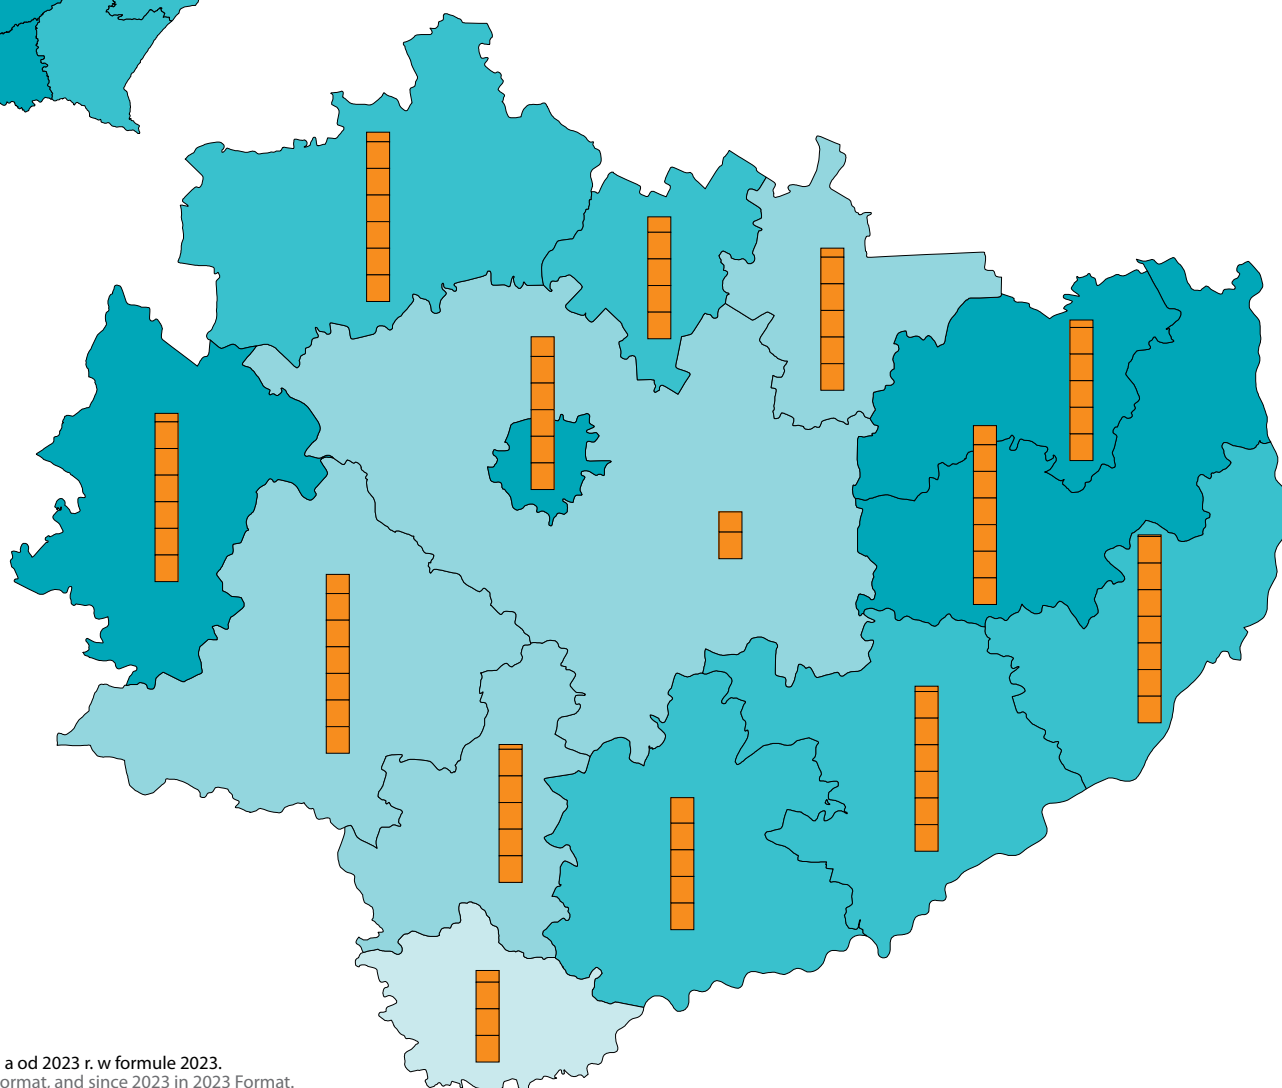 a od 2023 r. w formule 2023.
ormat, and since 2023 in 2023 Format.